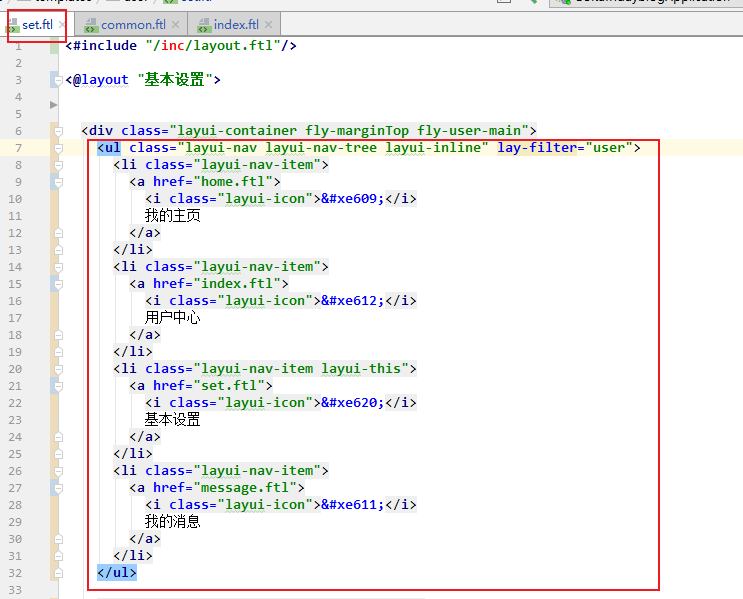 set.ftl common.ftl index.ftl
1 <#include "/inc/layout.ftl"/>
2
3 <@layout "基本设置">
4
5
6 <div class="layui-container fly-marginTop fly-user-main">
7 <ul class="layui-nav layui-nav-tree layui-inline" lay-filter="user">
8 <li class="layui-nav-item">
9 <a href="home.ftl">
10 <i class="layui-icon">&#xe609;</i>
11 我的主页
12 </a>
13 </li>
14 <li class="layui-nav-item">
15 <a href="index.ftl">
16 <i class="layui-icon">&#xe612;</i>
17 用户中心
18 </a>
19 </li>
20 <li class="layui-nav-item layui-this">
21 <a href="set.ftl">
22 <i class="layui-icon">&#xe620;</i>
23 基本设置
24 </a>
25 </li>
26 <li class="layui-nav-item">
27 <a href="message.ftl">
28 <i class="layui-icon">&#xe611;</i>
29 我的消息
30 </a>
31 </li>
32 </ul>
33